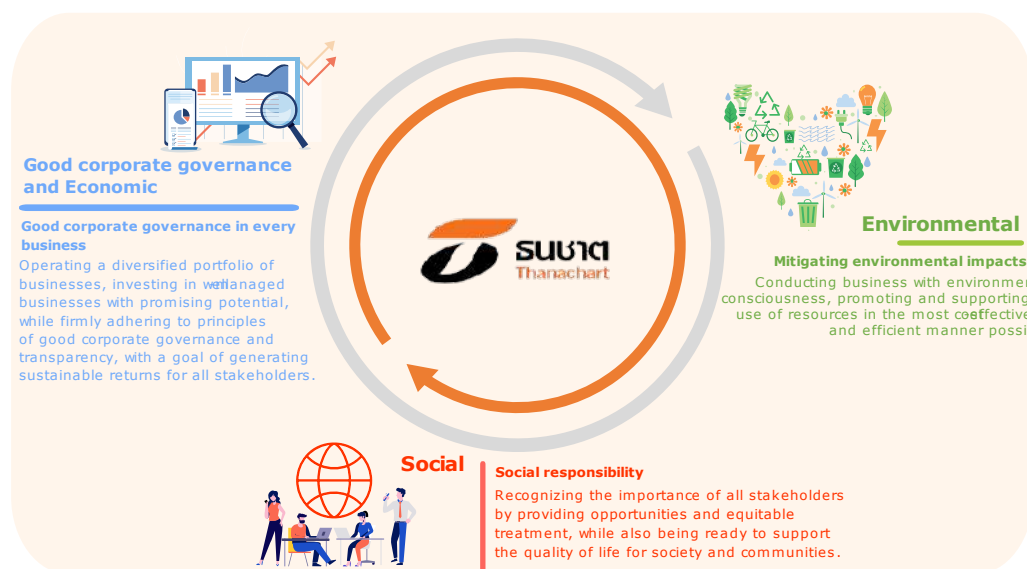 Good corporate governance
and Economic
Good corporate governance in every
business
Operating a diversified portfolio of
businesses, investing in well-managed
businesses with promising potential,
while firmly adhering to principles
of good corporate governance and
transparency, with a goal of generating
sustainable returns for all stakeholders.
ธนชาต
Thanachart
Environmental
Mitigating environmental impacts
Conducting business with environmen
consciousness, promoting and supporting
use of resources in the most cost-effective
and efficient manner possi
Social
Social responsibility
Recognizing the importance of all stakeholders
by providing opportunities and equitable
treatment, while also being ready to support
the quality of life for society and communities.